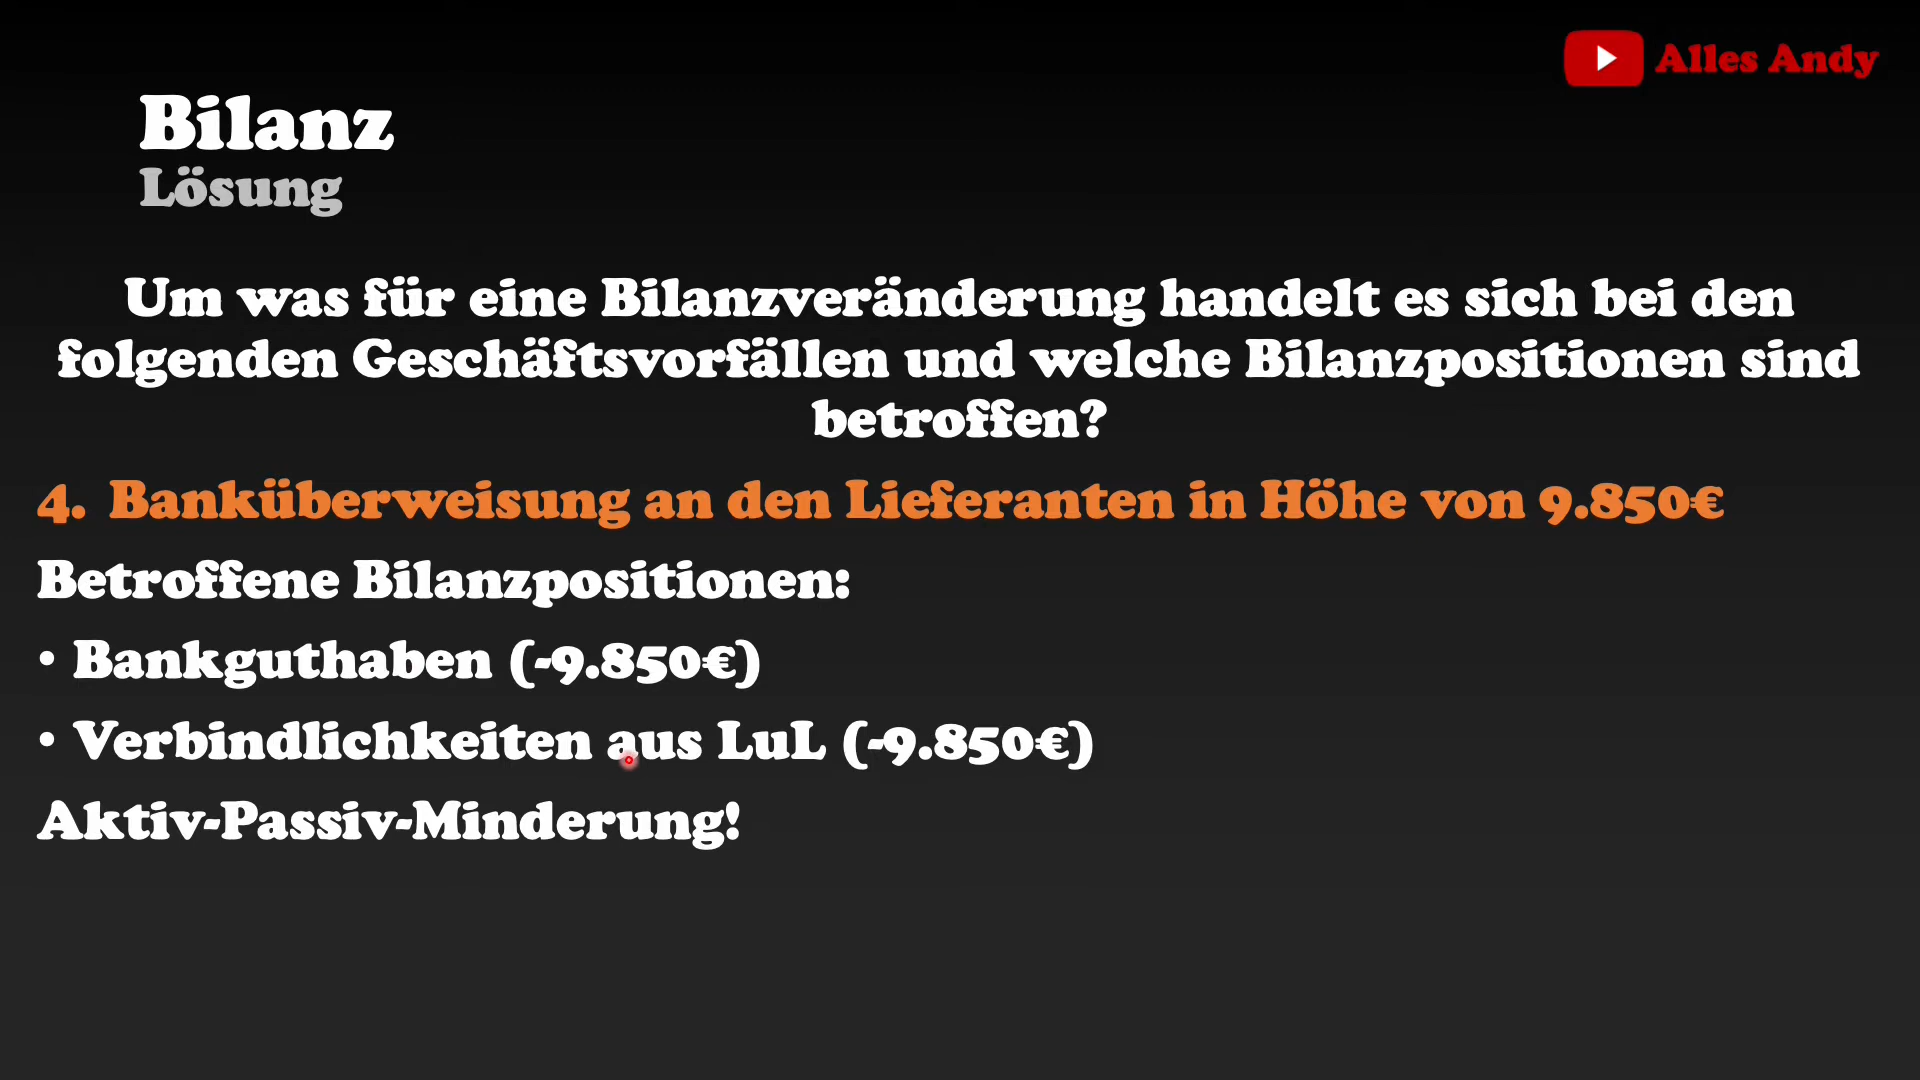 Alles Andy
Bilanz
Lösung
Um was für eine Bilanzveränderung handelt es sich bei den
folgenden Geschäftsvorfällen und welche Bilanzpositionen sind
betroffen?
4. Banküberweisung an den Lieferanten in Höhe von 9.850€
Betroffene Bilanzpositionen:
• Bankguthaben (-9.850€)
• Verbindlichkeiten aus LuL (-9.850€)
Aktiv-Passiv-Minderung!